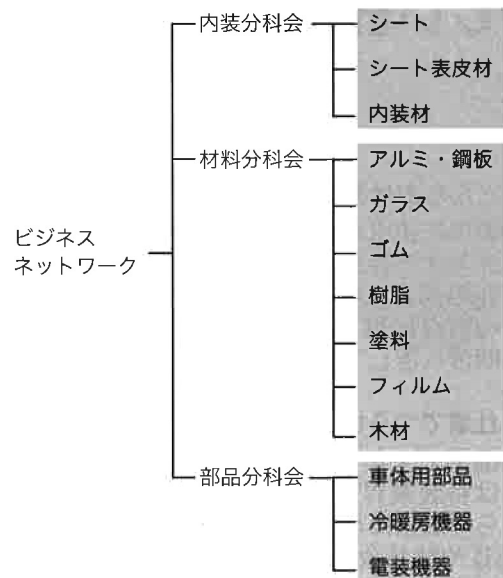 内装分科会
シート
シート表皮材
内装材
材料分科会
アルミ・鋼板
ガラス
ゴム
ビジネス
ネットワーク
樹脂
塗料
フィルム
木材
部品分科会
車体用部品
冷暖房機器
電装機器